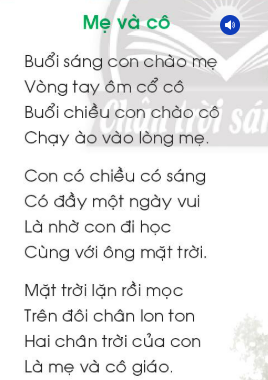 Mẹ và cô
Buổi sáng con chào mẹ
Vòng tay ôm cổ cô
Buổi chiều con chào cô
Chạy ào vào lòng mẹ.
Con có chiều có sáng
Có đầy một ngày vui
Là nhờ con đi học
Cùng với ông mặt trời.
Mặt trời lặn rồi mọc
Trên đôi chân lon ton
Hai chân trời của con
Là mẹ và cô giáo.
Chân trời sá